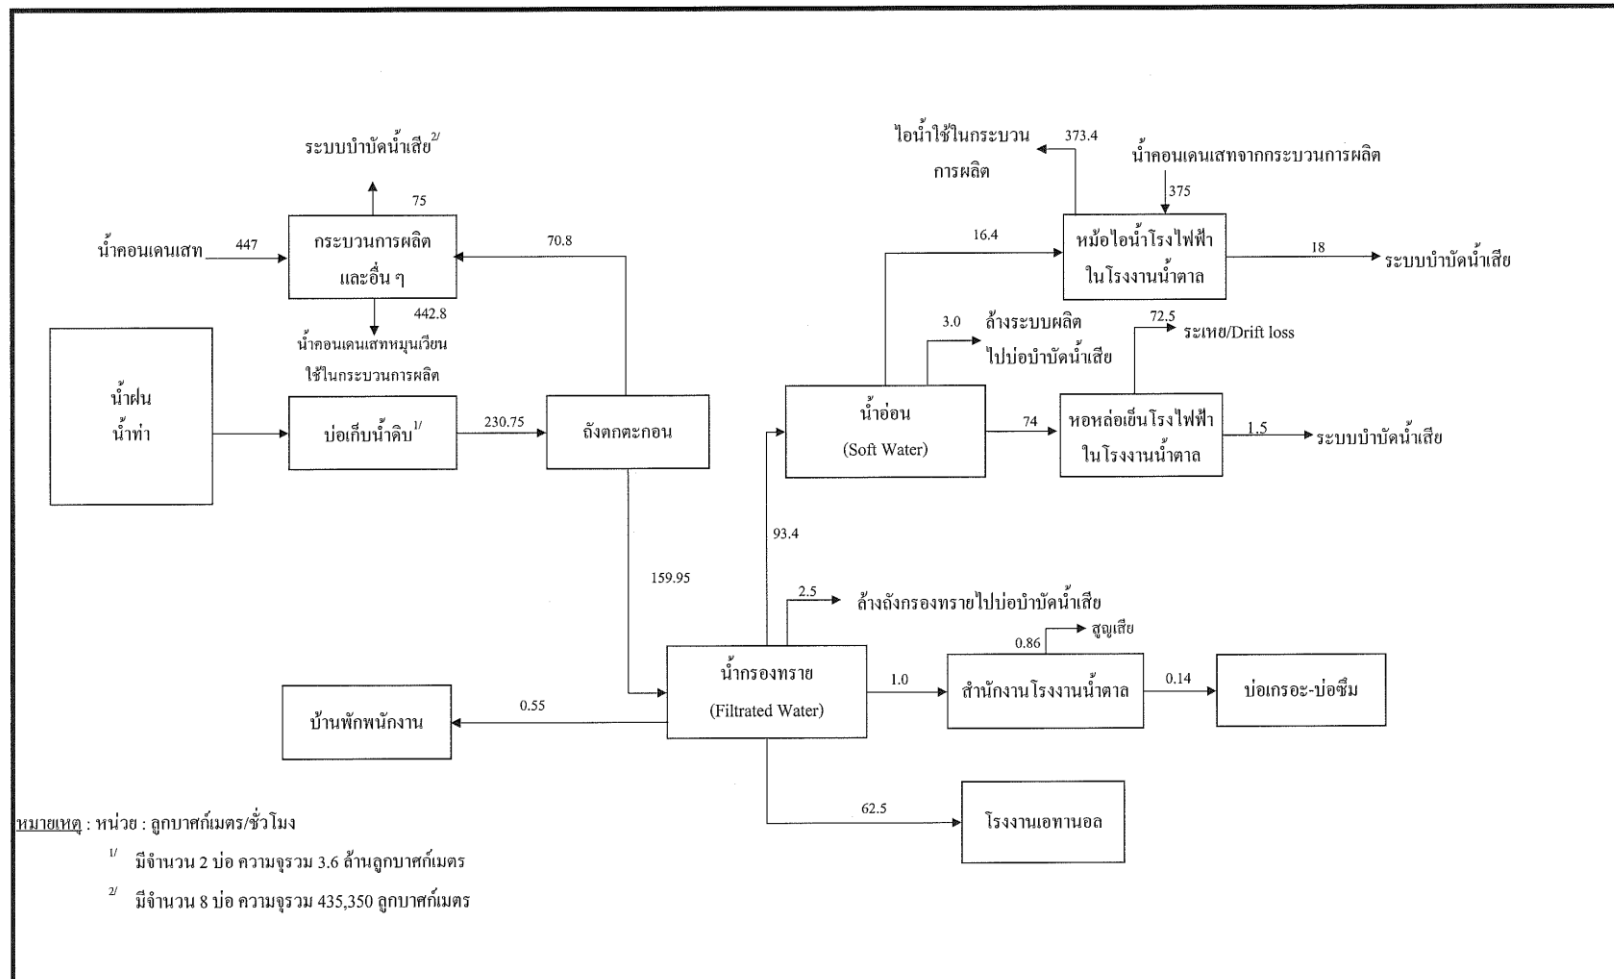 ระบบบำบัดน้ำเสีย2/
75
น้ำคอนเดนเสท
447
กระบวนการผลิต
และอื่น ๆ
70.8
442.8
น้ำคอนเดนเสทหมุนเวียน
ใช้ในกระบวนการผลิต
น้ำฝน
น้ำท่า
บ่อเก็บน้ำดิบ1/
230.75
ถังตกตะกอน
159.95
ไอน้ำใช้ในกระบวน
การผลิต
373.4
น้ำคอนเดนเสทจากกระบวนการผลิต
375
16.4
หม้อไอน้ำโรงไฟฟ้า
ในโรงงานน้ำตาล
18
ระบบบำบัดน้ำเสีย
3.0
ล้างระบบผลิต
ไปบ่อบำบัดน้ำเสีย
72.5
ระเหย/Drift loss
น้ำอ่อน
(Soft Water)
74
หอหล่อเย็นโรงไฟฟ้า
ในโรงงานน้ำตาล
1.5
ระบบบำบัดน้ำเสีย
93.4
2.5
ล้างถังกรองทรายไปบ่อบำบัดน้ำเสีย
0.86
สูญเสีย
น้ำกรองทราย
(Filtrated Water)
1.0
สำนักงานโรงงานน้ำตาล
0.14
บ่อเกรอะ-บ่อซึม
0.55
บ้านพักพนักงาน
62.5
โรงงานเอทานอล
หมายเหตุ : หน่วย : ลูกบาศก์เมตร/ชั่วโมง
1/ มีจำนวน 2 บ่อ ความจุรวม 3.6 ล้านลูกบาศก์เมตร
2/ มีจำนวน 8 บ่อ ความจุรวม 435,350 ลูกบาศก์เมตร